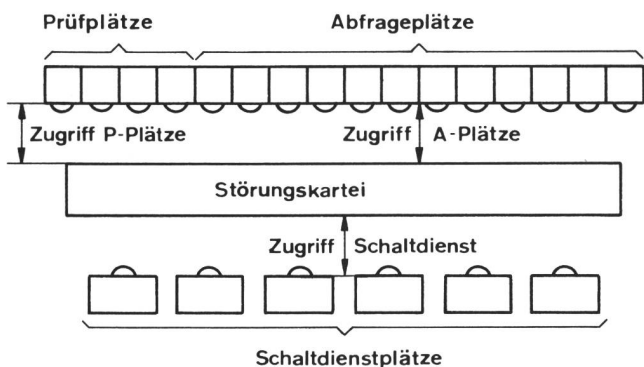 Prüfplätze Abfrageplätze
Zugriff P-Plätze Zugriff A-Plätze
Störungskartei
Zugriff Schaltdienst
Schaltdienstplätze